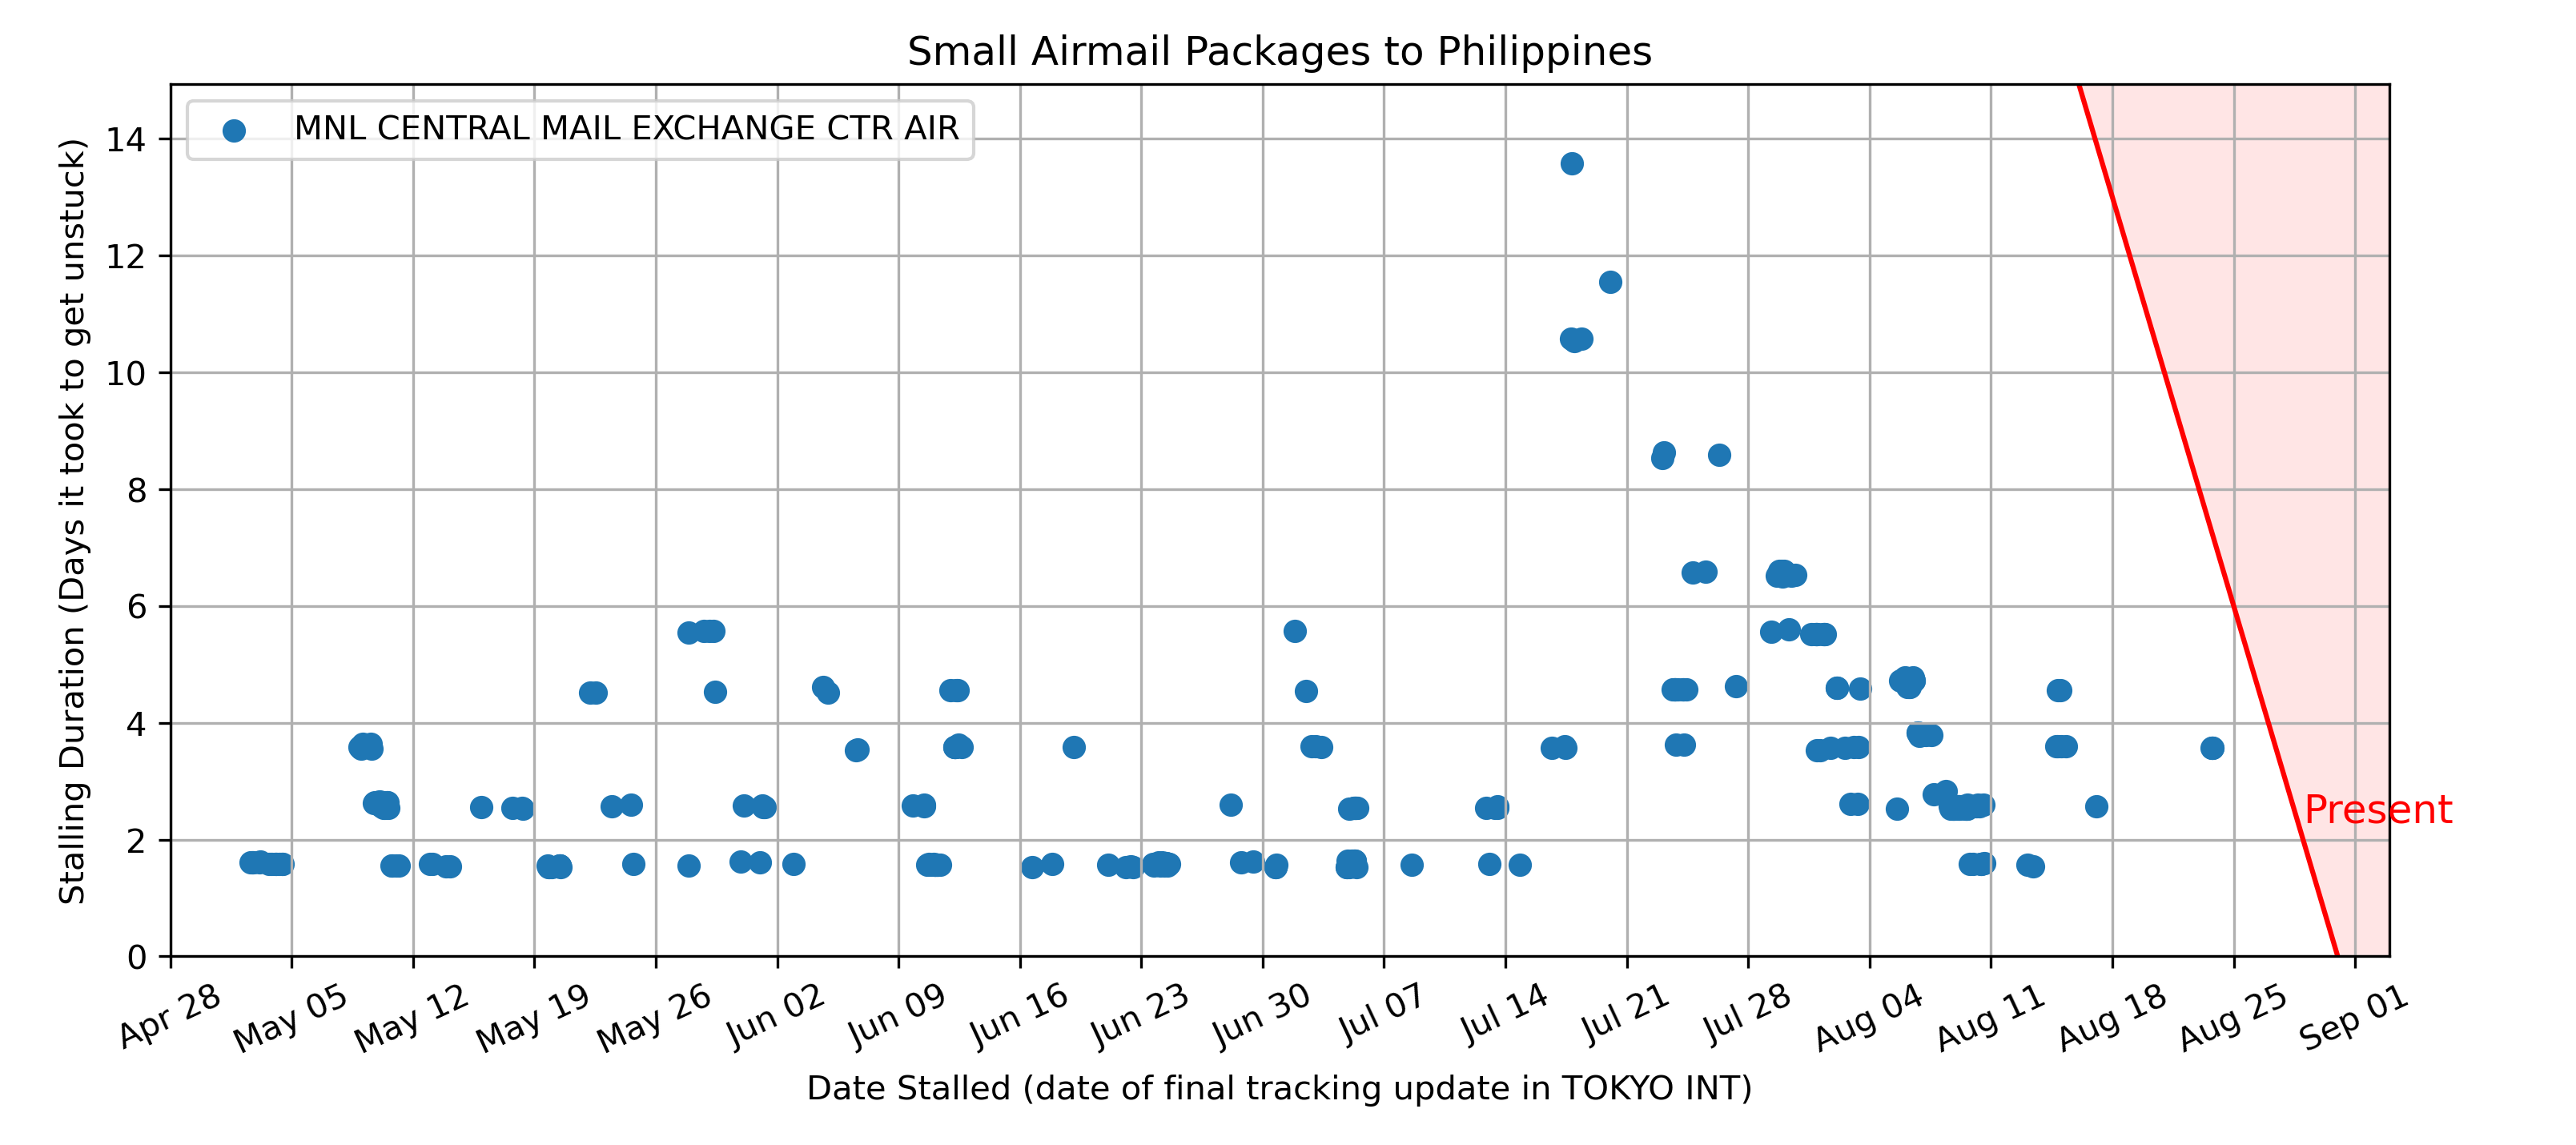 Small Airmail Packages to Philippines
MNL CENTRAL MAIL EXCHANGE CTR AIR
Stalling Duration (Days it took to get unstuck)
14
12
10
8
6
4
2
0
Present
Apr 28
May 05
May 12
May 19
May 26
Jun 02
Jun 09
Jun 16
Jun 23
Jun 30
Jul 07
Jul 14
Jul 21
Jul 28
Aug 04
Aug 11
Aug 18
Aug 25
Sep 01
Date Stalled (date of final tracking update in TOKYO INT)